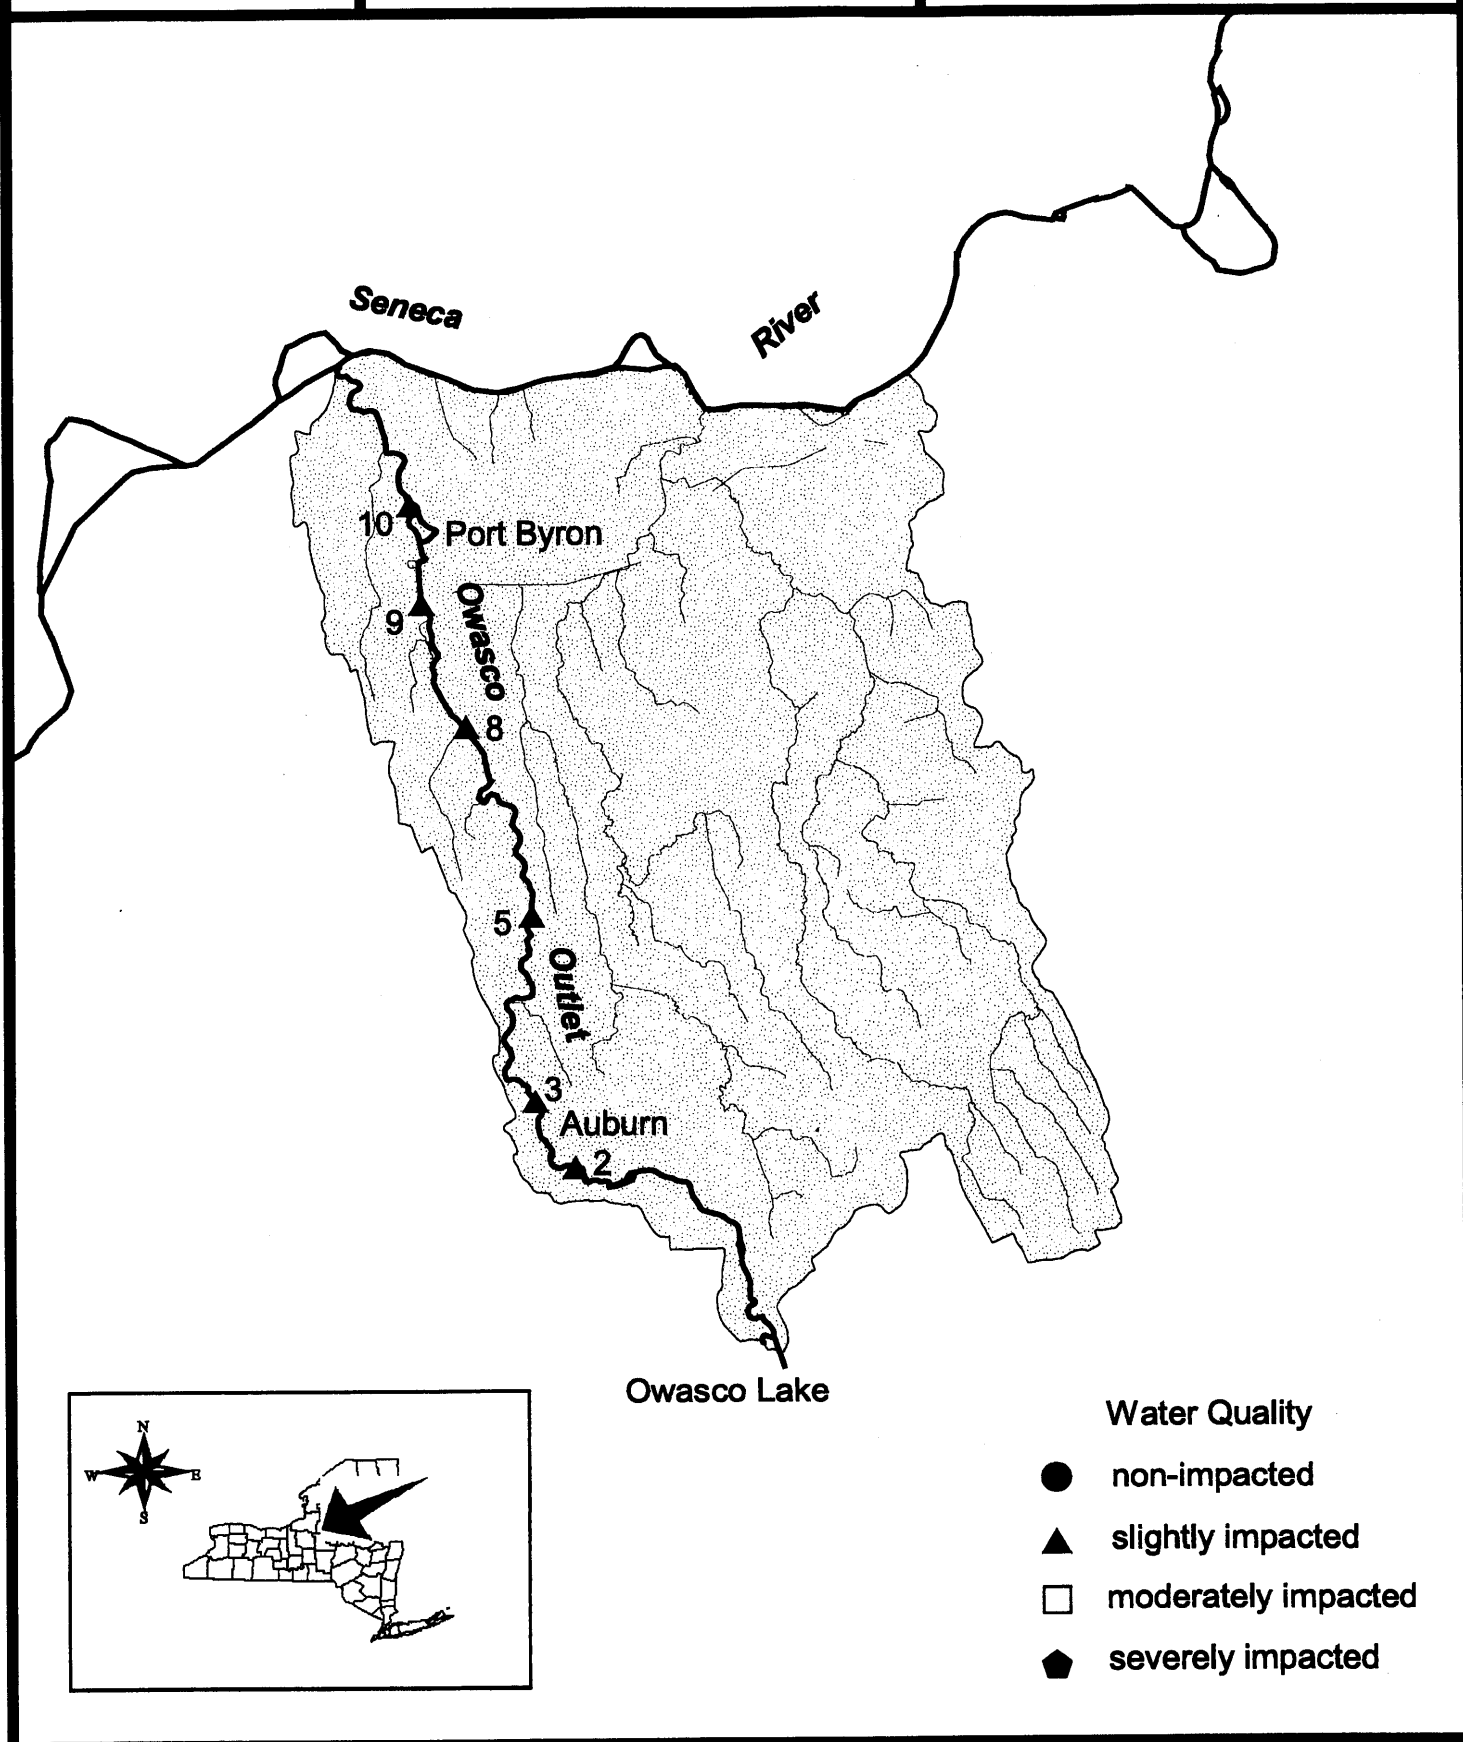 Seneca
River
10
Port Byron
9
Owasco
8
5
Outlet
3
Auburn
2
Owasco Lake
N
W
E
S
Water Quality
non-impacted
slightly impacted
moderately impacted
severely impacted